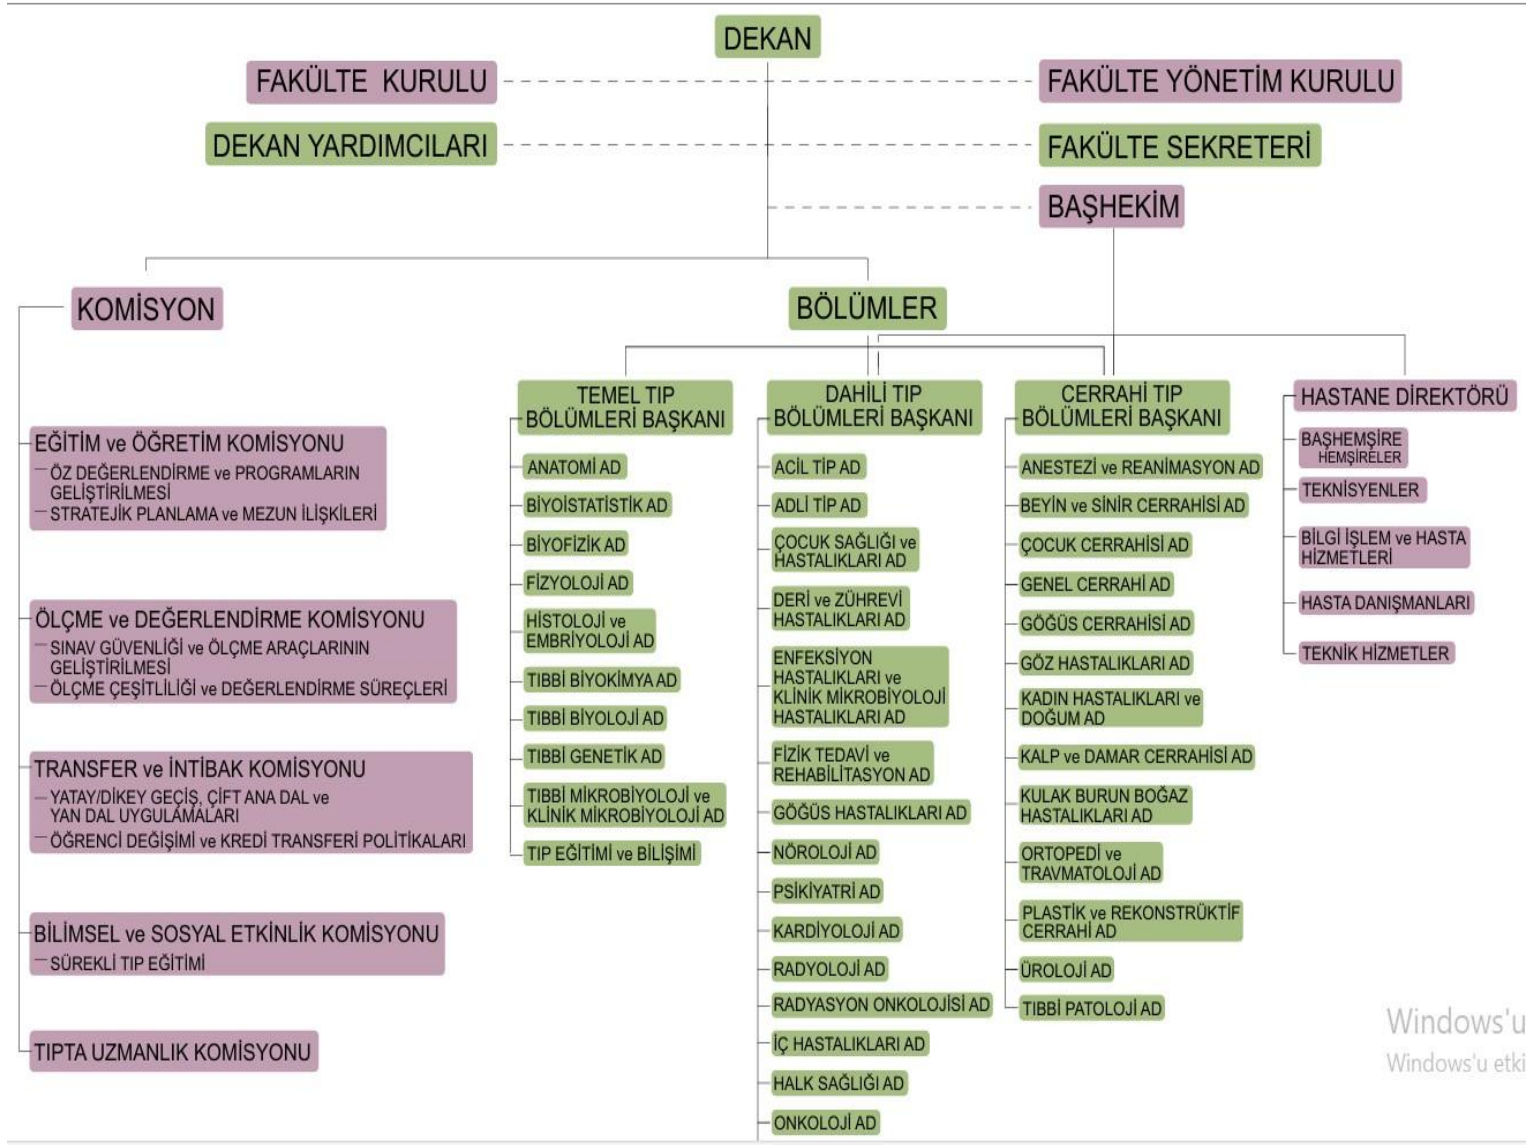 DEKAN
FAKÜLTE KURULU
FAKÜLTE YÖNETİM KURULU
DEKAN YARDIMCILARI
FAKÜLTE SEKRETERİ
BAŞHEKİM
KOMİSYON
BÖLÜMLER
EĞİTİM ve ÖĞRETİM KOMİSYONU
ÖZ DEĞERLENDİRME ve PROGRAMLARIN
GELİŞTİRİLMESİ
STRATEJİK PLANLAMA ve MEZUN İLİŞKİLERİ
ÖLÇME ve DEĞERLENDİRME KOMİSYONU
SINAV GÜVENLİĞİ ve ÖLÇME ARAÇLARININ
GELİŞTİRİLMESİ
ÖLÇME ÇEŞİTLİLİĞİ ve DEĞERLENDİRME SÜREÇLERİ
TRANSFER ve İNTİBAK KOMİSYONU
YATAY/DİKEY GEÇİŞ, ÇİFT ANA DAL ve
YAN DAL UYGULAMALARI
ÖĞRENCİ DEĞİŞİMİ ve KREDİ TRANSFERİ POLİTİKALARI
BİLİMSEL ve SOSYAL ETKİNLİK KOMİSYONU
SÜREKLİ TIP EĞİTİMİ
TIPTA UZMANLIK KOMİSYONU
TEMEL TIP
BÖLÜMLERİ BAŞKANI
ANATOMİ AD
BİYOİSTATİSTİK AD
BİYOFİZİK AD
FİZYOLOJİ AD
HİSTOLOJİ ve
EMBRİYOLOJİ AD
TIBBİ BİYOKİMYA AD
TIBBİ BİYOLOJİ AD
TIBBİ GENETİK AD
TIBBİ MİKROBİYOLOJİ ve
KLİNİK MİKROBİYOLOJİ AD
TIP EĞİTİMİ ve BİLİŞİMİ
DAHİLİ TIP
BÖLÜMLERİ BAŞKANI
ACİL TİP AD
ADLİ TİP AD
ÇOCUK SAĞLIĞI ve
HASTALIKLARI AD
DERİ ve ZÜHREVİ
HASTALIKLARI AD
ENFEKSİYON
HASTALIKLARI ve
KLİNİK MİKROBİYOLOJİ
HASTALIKLARI AD
FİZİK TEDAVİ ve
REHABİLİTASYON AD
GÖĞÜS HASTALIKLARI AD
NÖROLOJİ AD
PSİKİYATRİ AD
KARDİYOLOJİ AD
RADYOLOJİ AD
RADYASYON ONKOLOJİSİ AD
İÇ HASTALIKLARI AD
HALK SAĞLIĞI AD
ONKOLOJİ AD
CERRAHİ TIP
BÖLÜMLERİ BAŞKANI
ANESTEZİ ve REANİMASYON AD
BEYİN ve SİNİR CERRAHİSİ AD
ÇOCUK CERRAHİSİ AD
GENEL CERRAHİ AD
GÖĞÜS CERRAHİSİ AD
GÖZ HASTALIKLARI AD
KADIN HASTALIKLARI ve
DOĞUM AD
KALP ve DAMAR CERRAHİSİ AD
KULAK BURUN BOĞAZ
HASTALIKLARI AD
ORTOPEDİ ve
TRAVMATOLOJİ AD
PLASTİK ve REKONSTRÜKTİF
CERRAHİ AD
ÜROLOJİ AD
TIBBİ PATOLOJİ AD
HASTANE DİREKTÖRÜ
BAŞHEMŞİRE
HEMŞİRELER
TEKNİSYENLER
BİLGİ İŞLEM ve HASTA
HİZMETLERİ
HASTA DANIŞMANLARI
TEKNİK HİZMETLER
Windows'u
Windows'u etki